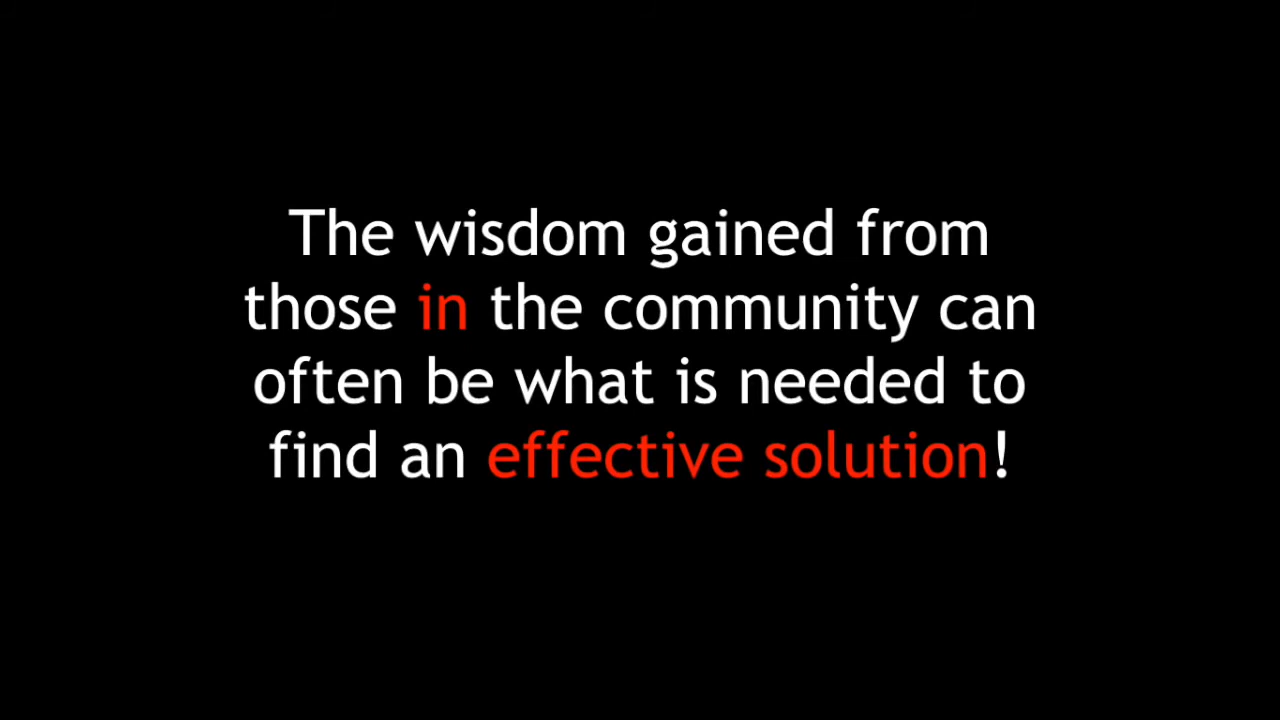 The wisdom gained from
those in the community can
often be what is needed to
find an effective solution!